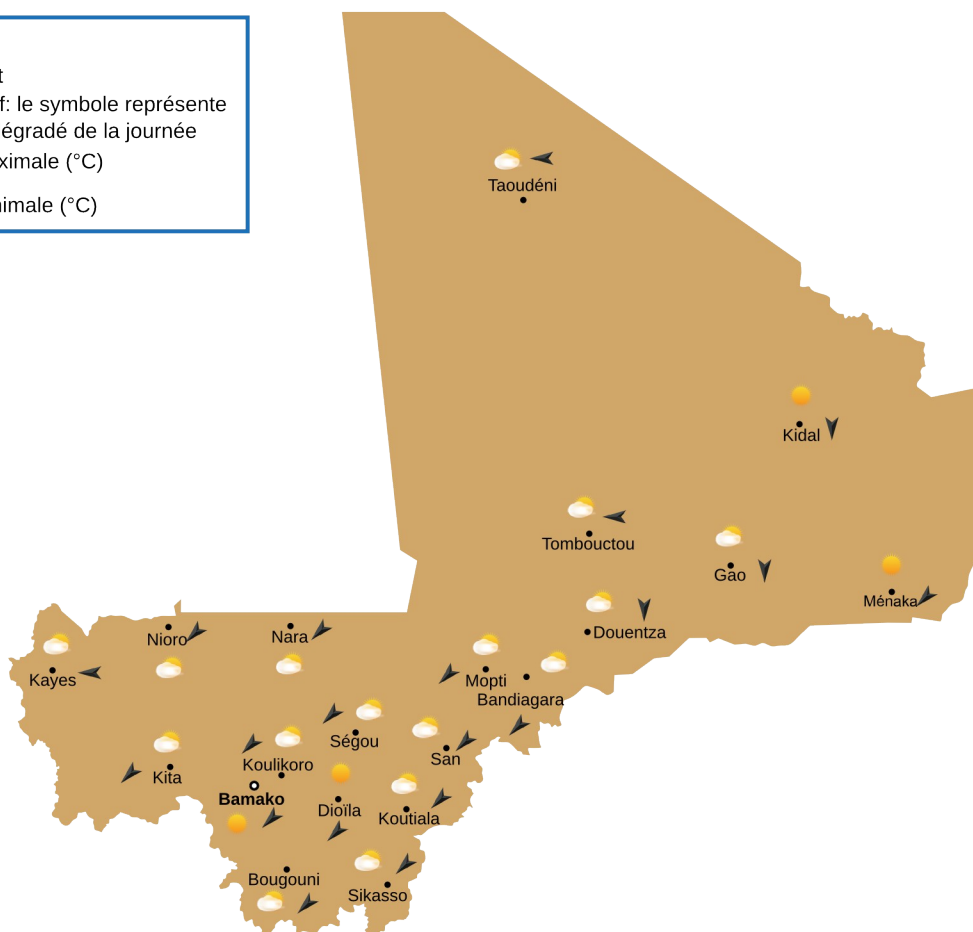 t
f: le symbole représente
égradé de la journée
ximale (°C)
imale (°C)
Taoudéni
Kidal
Tombouctou
Gao
Ménaka
Douentza
Nioro
Nara
Kayes
Mopti
Bandiagara
Ségou
San
Koulikoro
Kita
Bamako
Dioïla
Koutiala
Bougouni
Sikasso